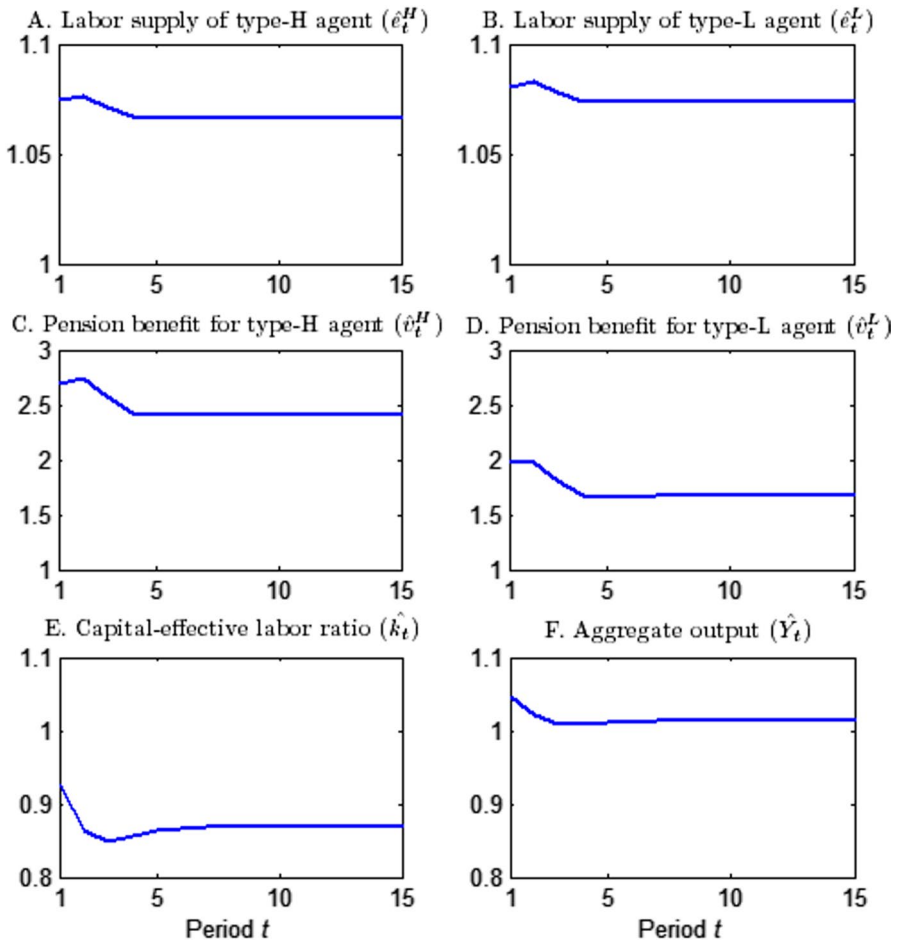 A. Labor supply of type-H agent (ê_t^H)
B. Labor supply of type-L agent (ê_t^L)
1.1
1.05
1
1 5 10 15
1.1
1.05
1
1 5 10 15
C. Pension benefit for type-H agent (v̂_t^H)
D. Pension benefit for type-L agent (v̂_t^L)
3
2.5
2
1.5
1
1 5 10 15
3
2.5
2
1.5
1
1 5 10 15
E. Capital-effective labor ratio (k̂_t)
F. Aggregate output (Ŷ_t)
1.1
1
0.9
0.8
1 5 10 15
Period t
1.1
1
0.9
0.8
1 5 10 15
Period t